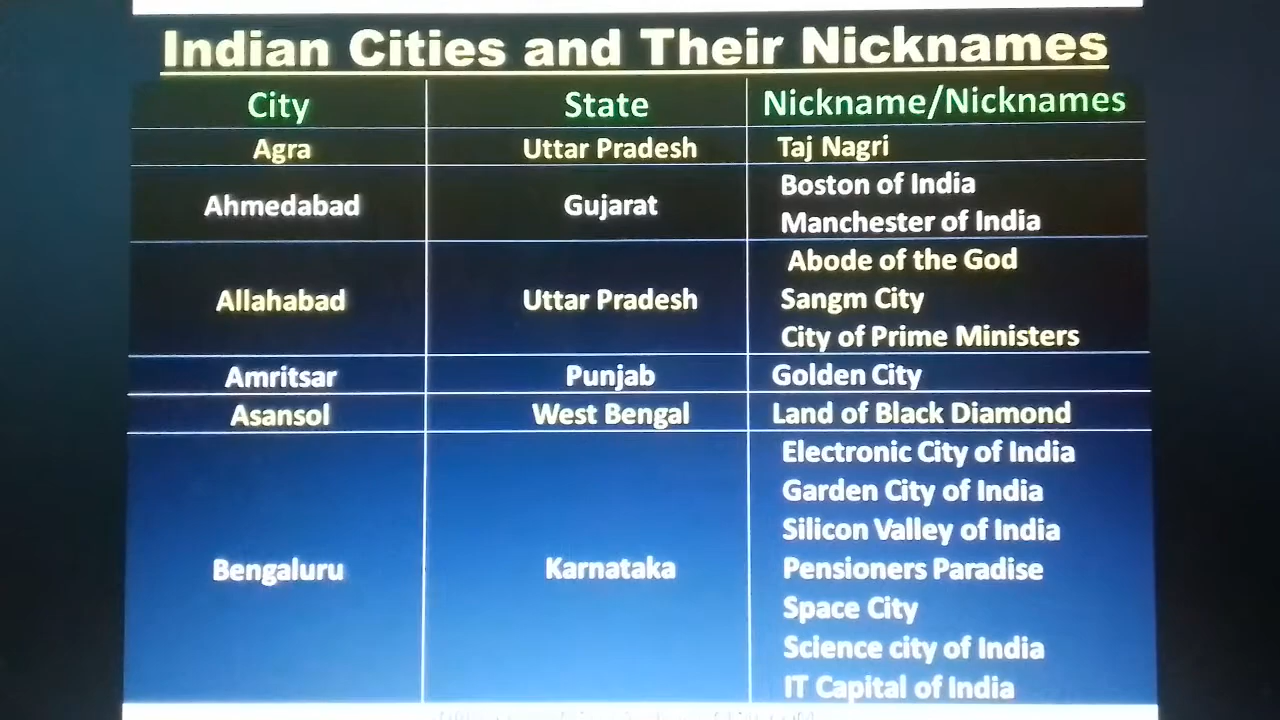 Indian Cities and Their Nicknames
City State Nickname/Nicknames
Agra Uttar Pradesh Taj Nagri
Ahmedabad Gujarat Boston of India
Manchester of India
Allahabad Uttar Pradesh Abode of the God
Sangm City
City of Prime Ministers
Amritsar Punjab Golden City
Asansol West Bengal Land of Black Diamond
Bengaluru Karnataka Electronic City of India
Garden City of India
Silicon Valley of India
Pensioners Paradise
Space City
Science city of India
IT Capital of India